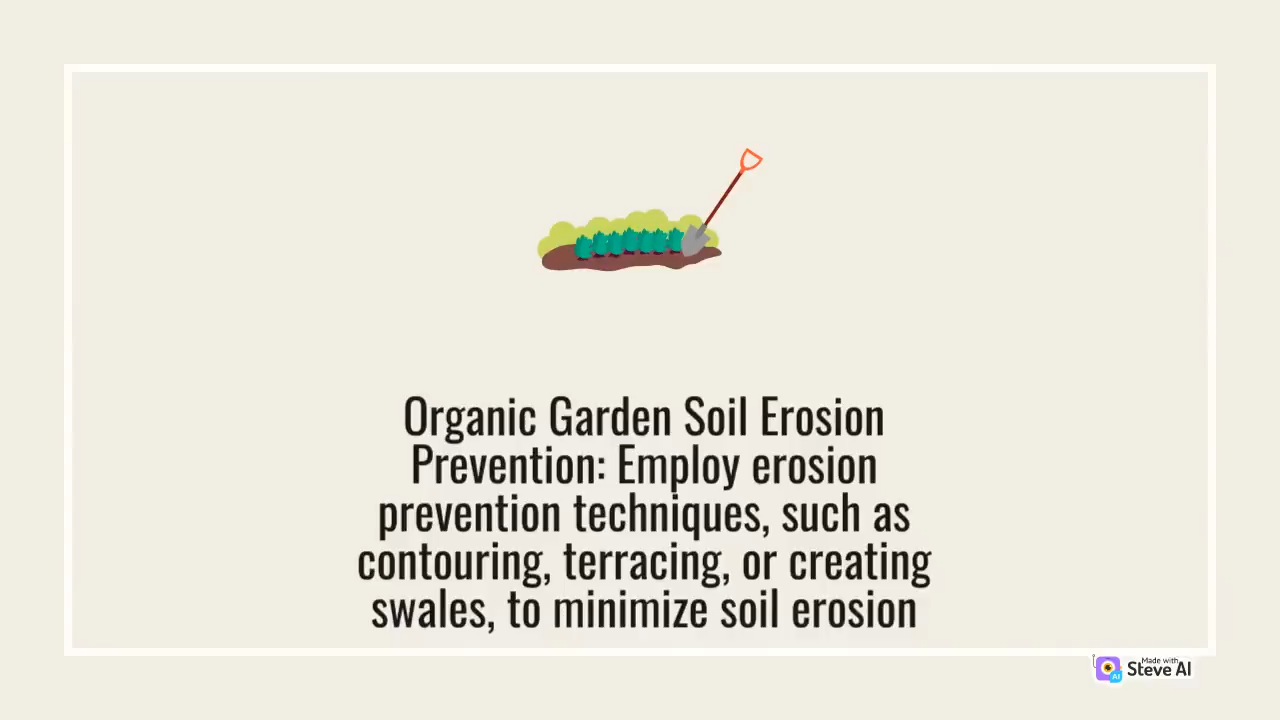 Organic Garden Soil Erosion
Prevention: Employ erosion
prevention techniques, such as
contouring, terracing, or creating
swales, to minimize soil erosion
Made with
AI Steve AI